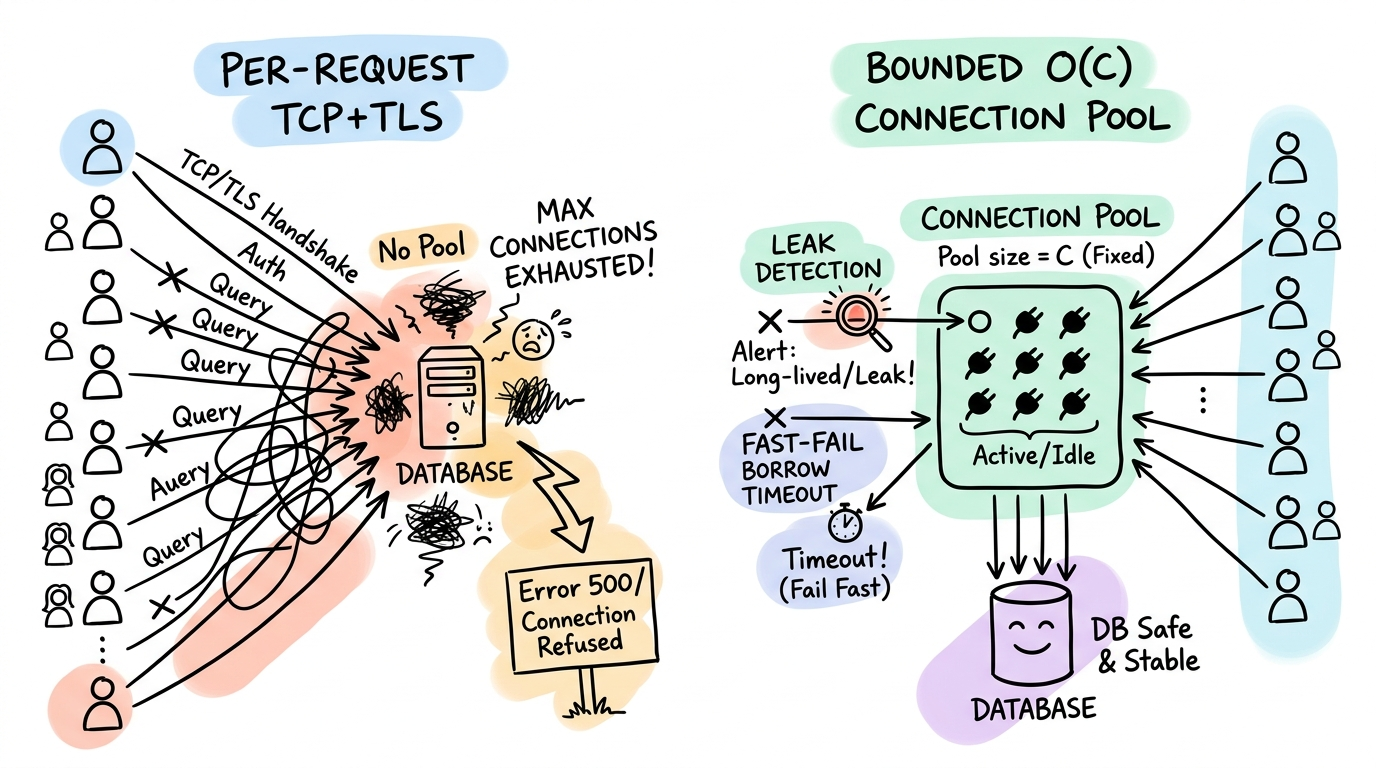 PER-REQUEST
TCP+TLS
TCP/TLS Handshake
Auth
Query
Query
Query
Query
Auery
Query
No Pool
MAX
CONNECTIONS
EXHAUSTED!
DATABASE
Error 500/
Connection
Refused
BOUNDED O(C)
CONNECTION POOL
CONNECTION POOL
Pool size = C (Fixed)
LEAK
DETECTION
Alert:
Long-lived/Leak!
FAST-FAIL
BORROW
TIMEOUT
Timeout!
(Fail Fast)
Active/Idle
DB Safe
& Stable
DATABASE